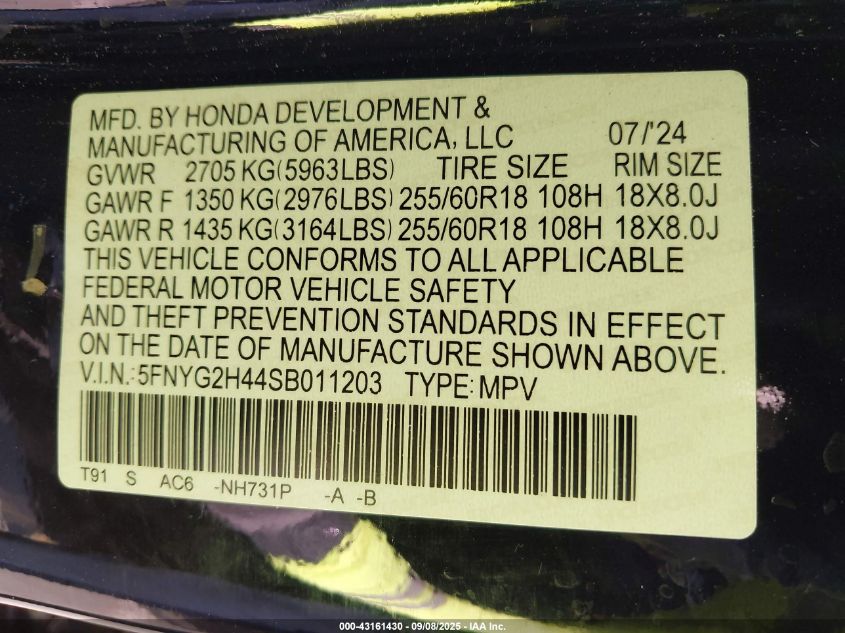 MFD. BY HONDA DEVELOPMENT &
MANUFACTURING OF AMERICA, LLC 07/'24
GVWR 2705 KG(5963LBS) TIRE SIZE RIM SIZE
GAWR F 1350 KG(2976LBS) 255/60R18 108H 18X8.0J
GAWR R 1435 KG(3164LBS) 255/60R18 108H 18X8.0J
THIS VEHICLE CONFORMS TO ALL APPLICABLE
FEDERAL MOTOR VEHICLE SAFETY
AND THEFT PREVENTION STANDARDS IN EFFECT
ON THE DATE OF MANUFACTURE SHOWN ABOVE.
V.I.N.:5FNYG2H44SB011203 TYPE:MPV
T91 S AC6 -NH731P -A -B
000-43161430 - 09/08/2025 - IAA Inc.